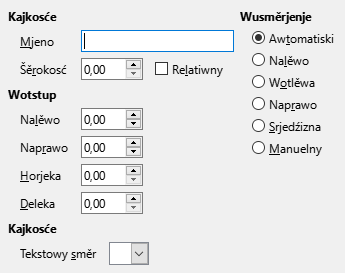 Kajkosće
Mjeno
Šěrokosć 0,00 Relatiwny
Wotstup
Nalěwo 0,00
Naprawo 0,00
Horjeka 0,00
Deleka 0,00
Kajkosće
Tekstowy směr
Wusměrjenje
Awtomatiski
Nalěwo
Wotlěwa
Naprawo
Srjedźizna
Manuelny